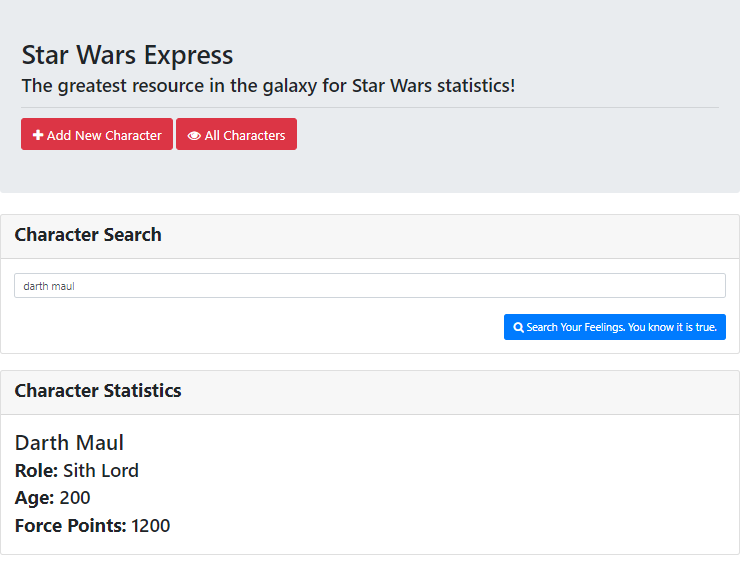 Star Wars Express
The greatest resource in the galaxy for Star Wars statistics!
Add New Character All Characters
Character Search
darth maul
Search Your Feelings. You know it is true.
Character Statistics
Darth Maul
Role: Sith Lord
Age: 200
Force Points: 1200